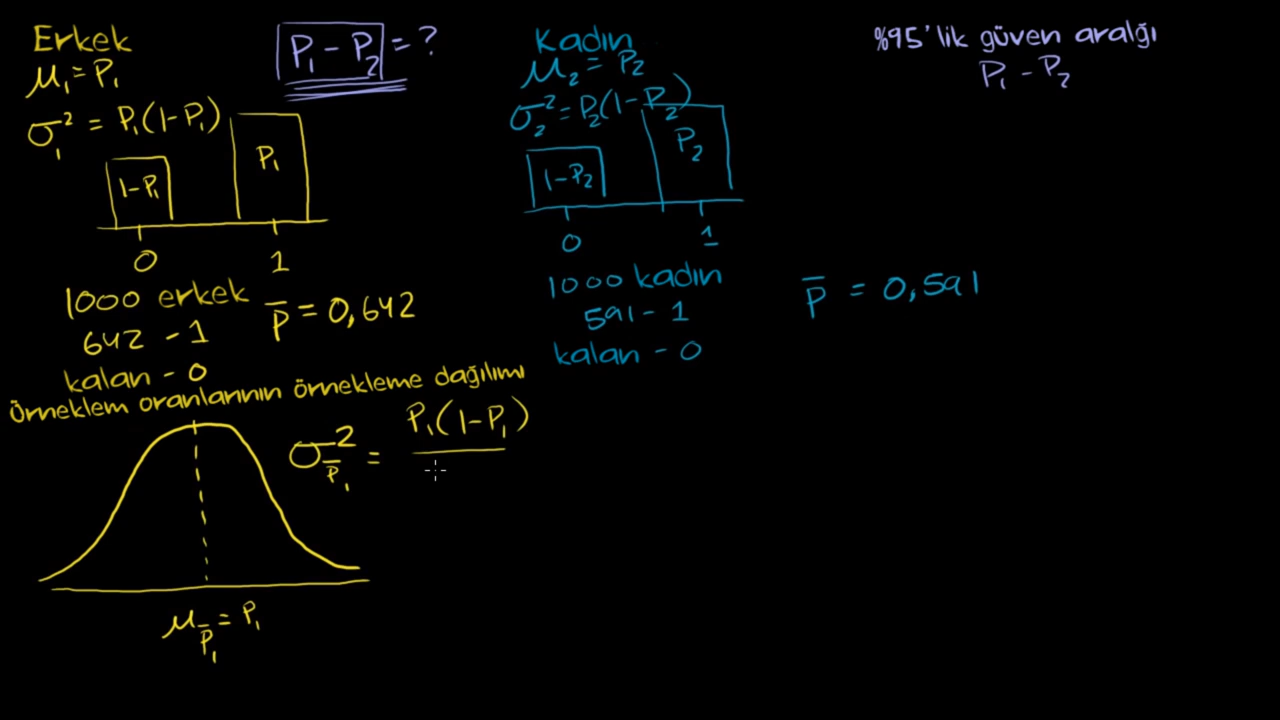 Erkek
μ₁ = P₁
σ₁² = P₁(1-P₁)
1-P₁
P₁
0 1
1000 erkek
642 - 1
kalan - 0
p̅ = 0,642
P₁ - P₂ = ?
Kadın
μ₂ = P₂
σ₂² = P₂(1-P₂)
1-P₂
P₂
0 1
1000 kadın
591 - 1
kalan - 0
p̅ = 0,591
%95'lik güven aralğı
P₁ - P₂
Örneklem oranlarının örnekleme dağılımı
σ²_p̅₁ = P₁(1-P₁)
μ_p̅₁ = P₁